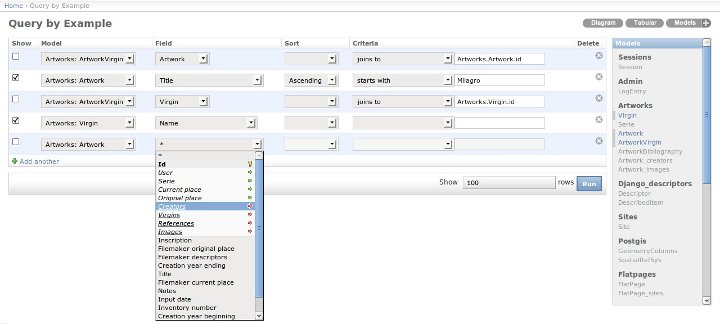 Home › Query by Example
Query by Example
Diagram Tabular Models
Show Model Field Sort Criteria Delete
Artworks: ArtworkVirgin Artwork joins to Artworks.Artwork.id
Artworks: Artwork Title Ascending starts with Milagro
Artworks: ArtworkVirgin Virgin joins to Artworks.Virgin.id
Artworks: Virgin Name
Artworks: Artwork *
Add another
*
Id
User
Serie
Current place
Original place
Creators
Virgins
References
Images
Inscription
Filemaker original place
Filemaker descriptors
Creation year ending
Title
Filemaker current place
Notes
Input date
Inventory number
Creation year beginning
Show 100 rows Run
Models
Sessions
Session
Admin
LogEntry
Artworks
Virgin
Serie
Artwork
ArtworkVirgin
ArtworkBibliography
Artwork_creators
Artwork_images
Django_descriptors
Descriptor
DescribedItem
Sites
Site
Postgis
GeometryColumns
SpatialRefSys
Flatpages
FlatPage
FlatPage_sites